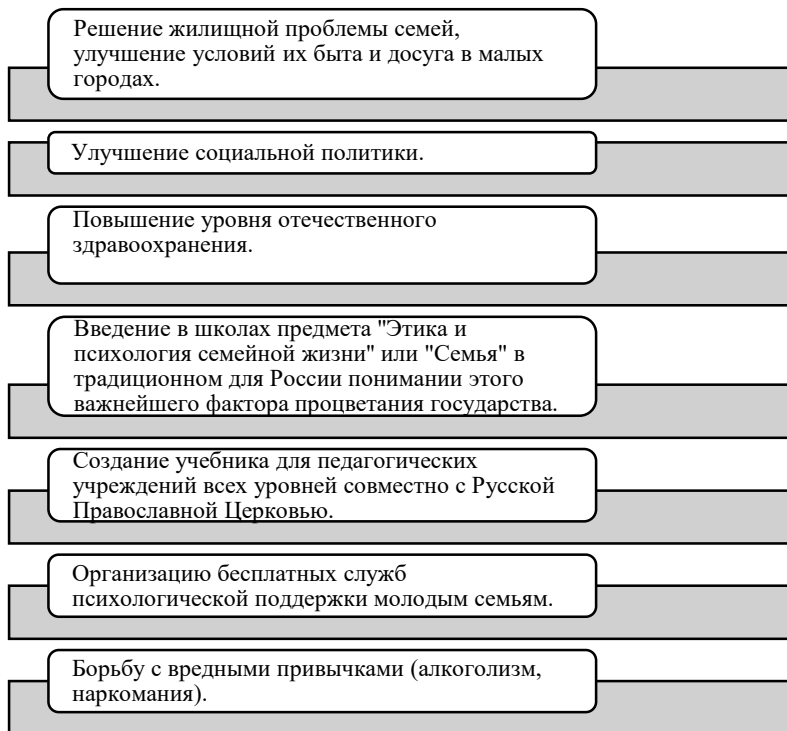 Решение жилищной проблемы семей,
улучшение условий их быта и досуга в малых
городах.
Улучшение социальной политики.
Повышение уровня отечественного
здравоохранения.
Введение в школах предмета "Этика и
психология семейной жизни" или "Семья" в
традиционном для России понимании этого
важнейшего фактора процветания государства.
Создание учебника для педагогических
учреждений всех уровней совместно с Русской
Православной Церковью.
Организацию бесплатных служб
психологической поддержки молодым семьям.
Борьбу с вредными привычками (алкоголизм,
наркомания).